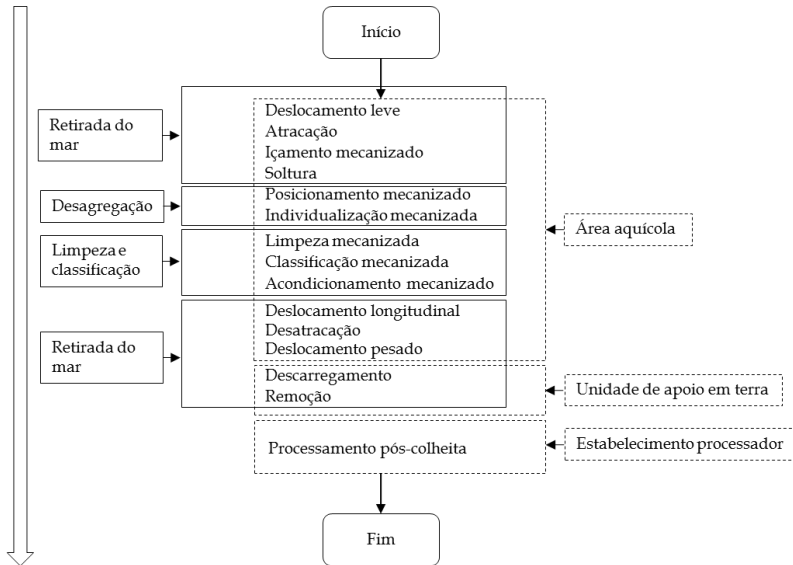 Início
Retirada do
mar
Deslocamento leve
Atracação
Içamento mecanizado
Soltura
Desagregação
Posicionamento mecanizado
Individualização mecanizada
Área aquícola
Limpeza e
classificação
Limpeza mecanizada
Classificação mecanizada
Acondicionamento mecanizado
Retirada do
mar
Deslocamento longitudinal
Desatracação
Deslocamento pesado
Descarregamento
Remoção
Unidade de apoio em terra
Processamento pós-colheita
Estabelecimento processador
Fim